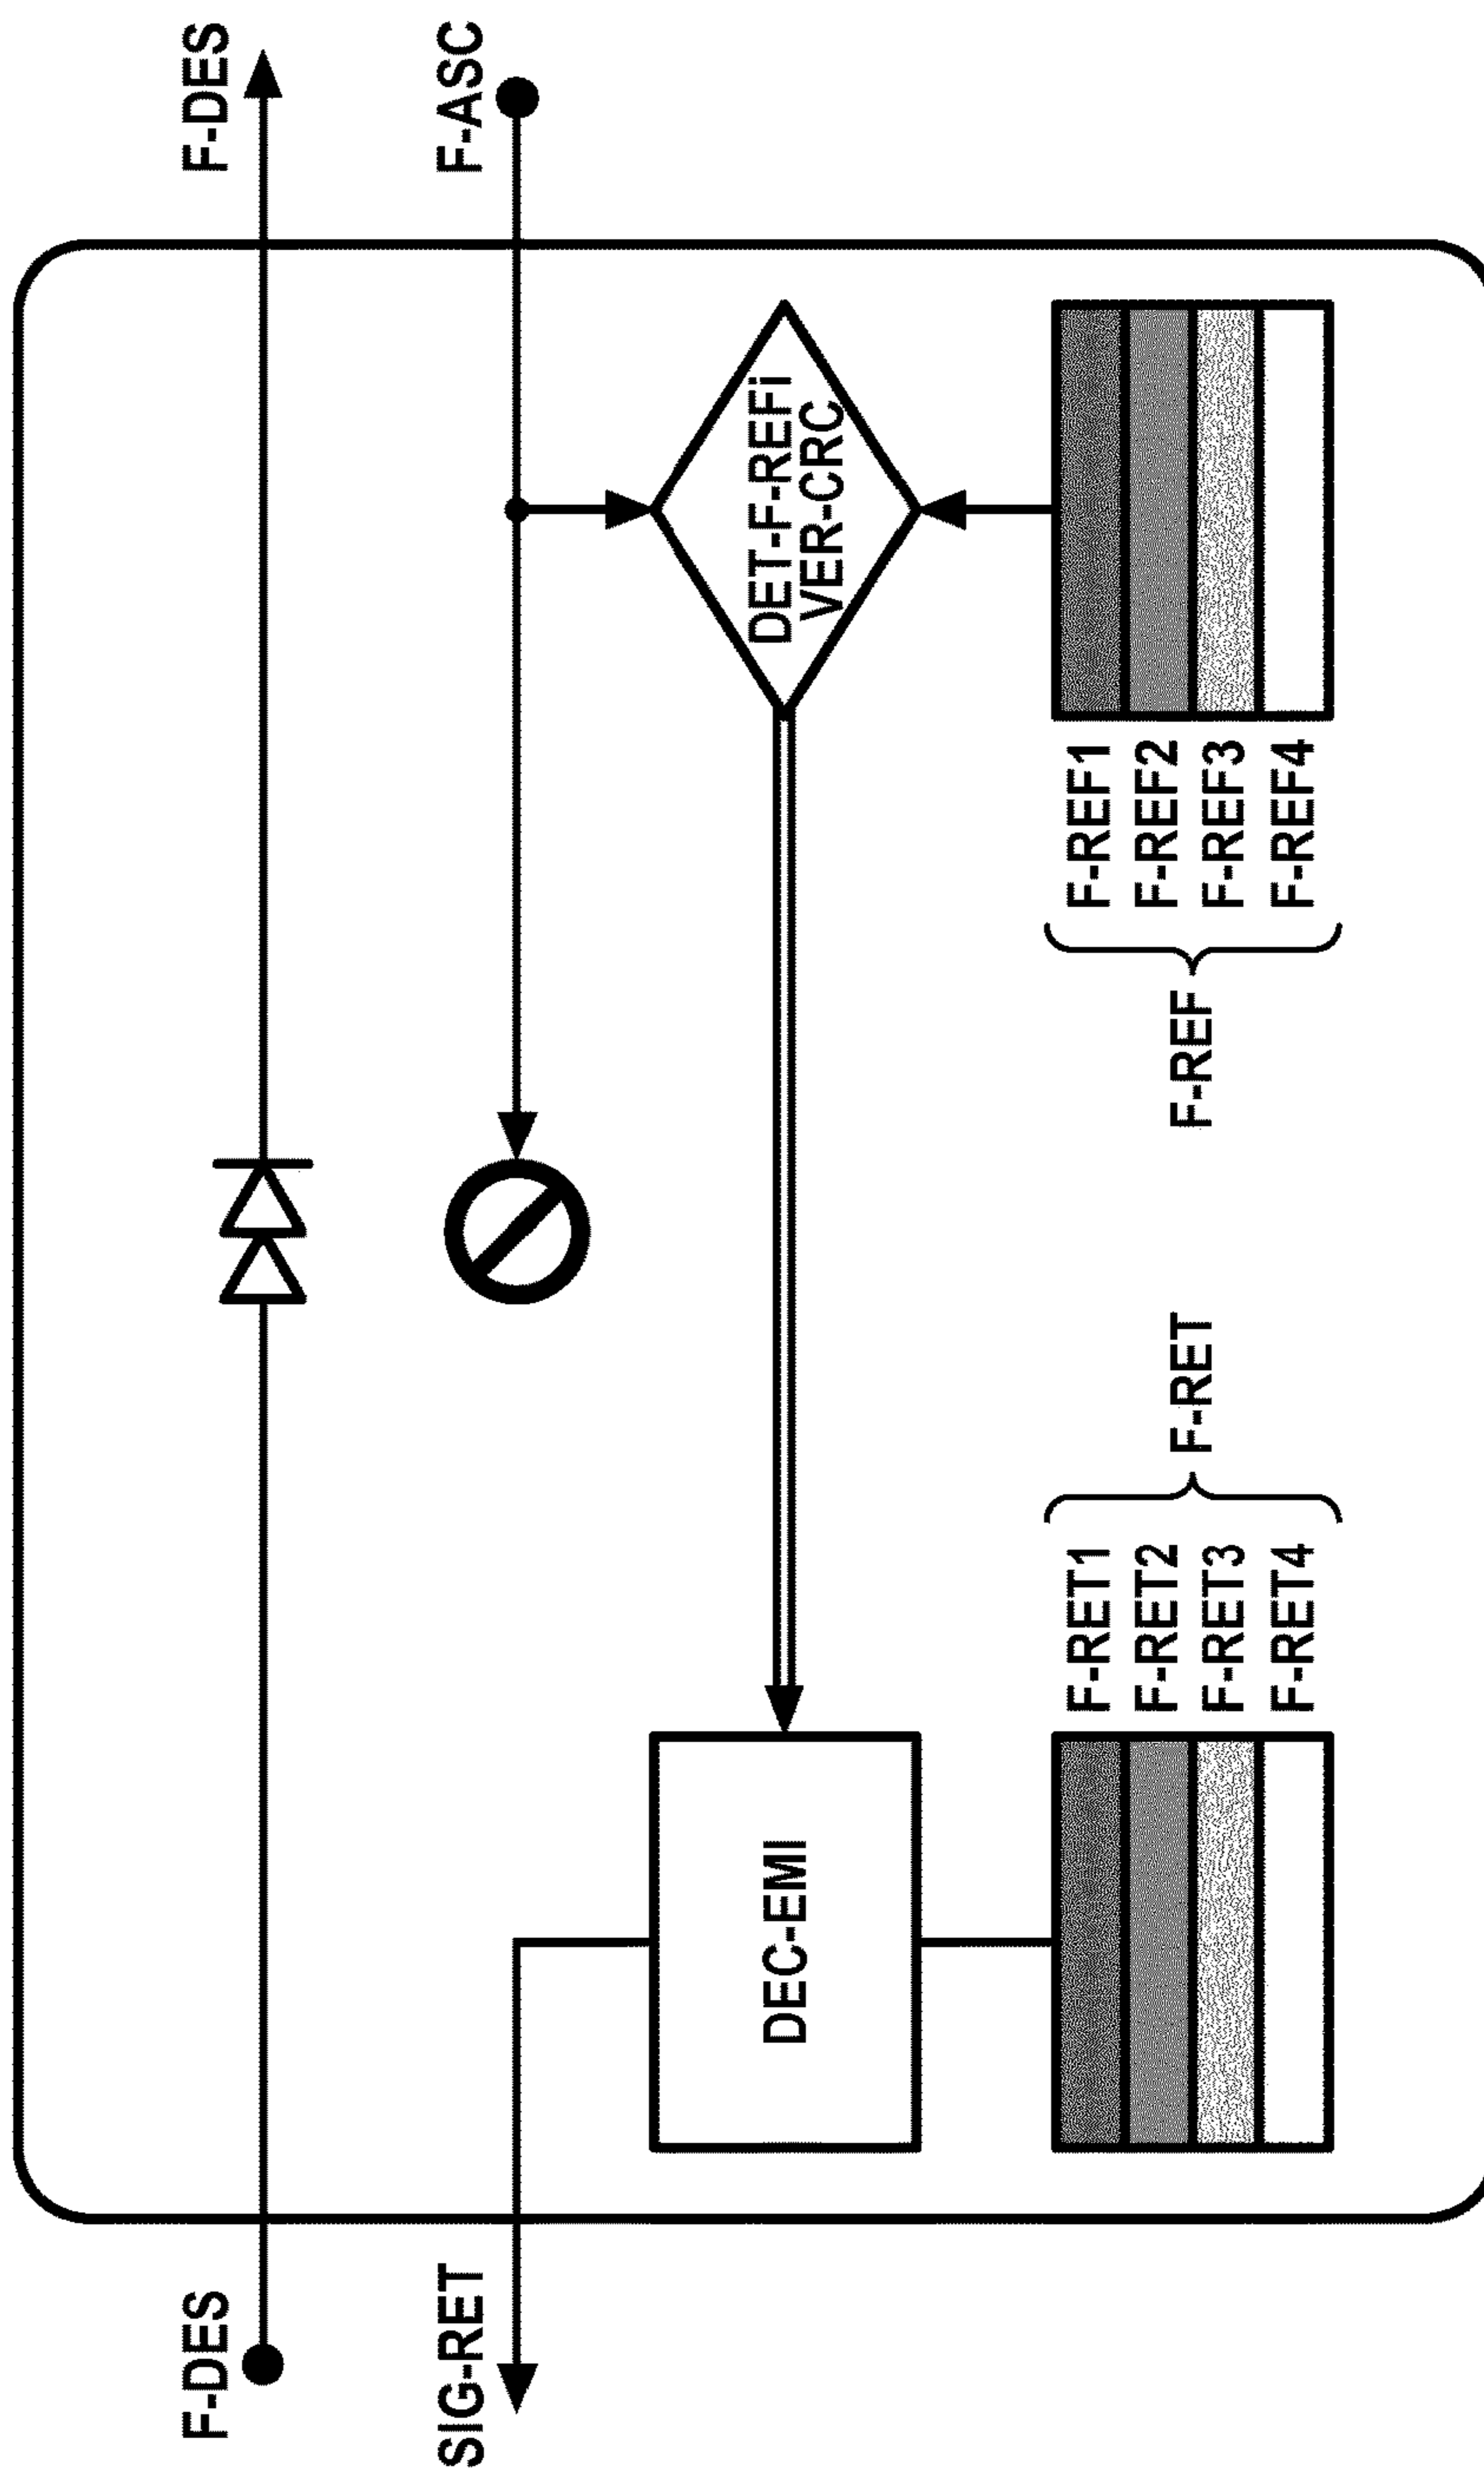 F-DES
F-DES
SIG-RET
F-ASC
DEC-EMI
DET-F-REFi
VER-CRC
F-RET1
F-RET2
F-RET3
F-RET4
F-RET
F-REF
F-REF1
F-REF2
F-REF3
F-REF4